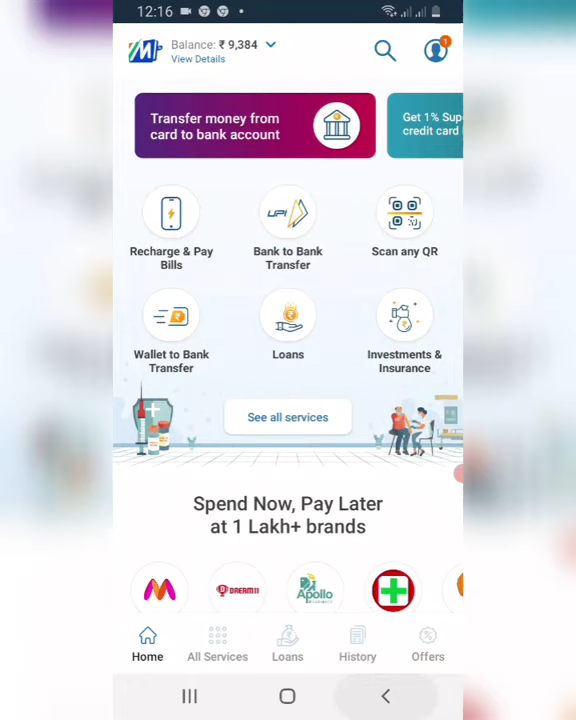 12:16
Balance: ₹ 9,384
View Details
1
Transfer money from
card to bank account
Get 1% Sup
credit card
Recharge & Pay
Bills
UPI
Bank to Bank
Transfer
Scan any QR
Wallet to Bank
Transfer
Loans
Investments &
Insurance
See all services
Spend Now, Pay Later
at 1 Lakh+ brands
DREAM11
Apollo
Home
All Services
Loans
History
Offers